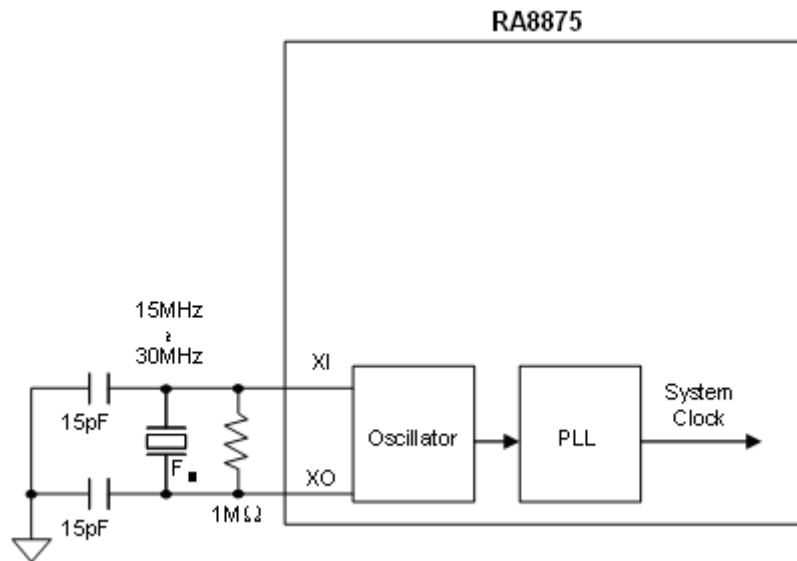 RA8875
15MHz
~
30MHz
XI
15pF
Oscillator
PLL
System
Clock
F
XO
15pF
1MΩ